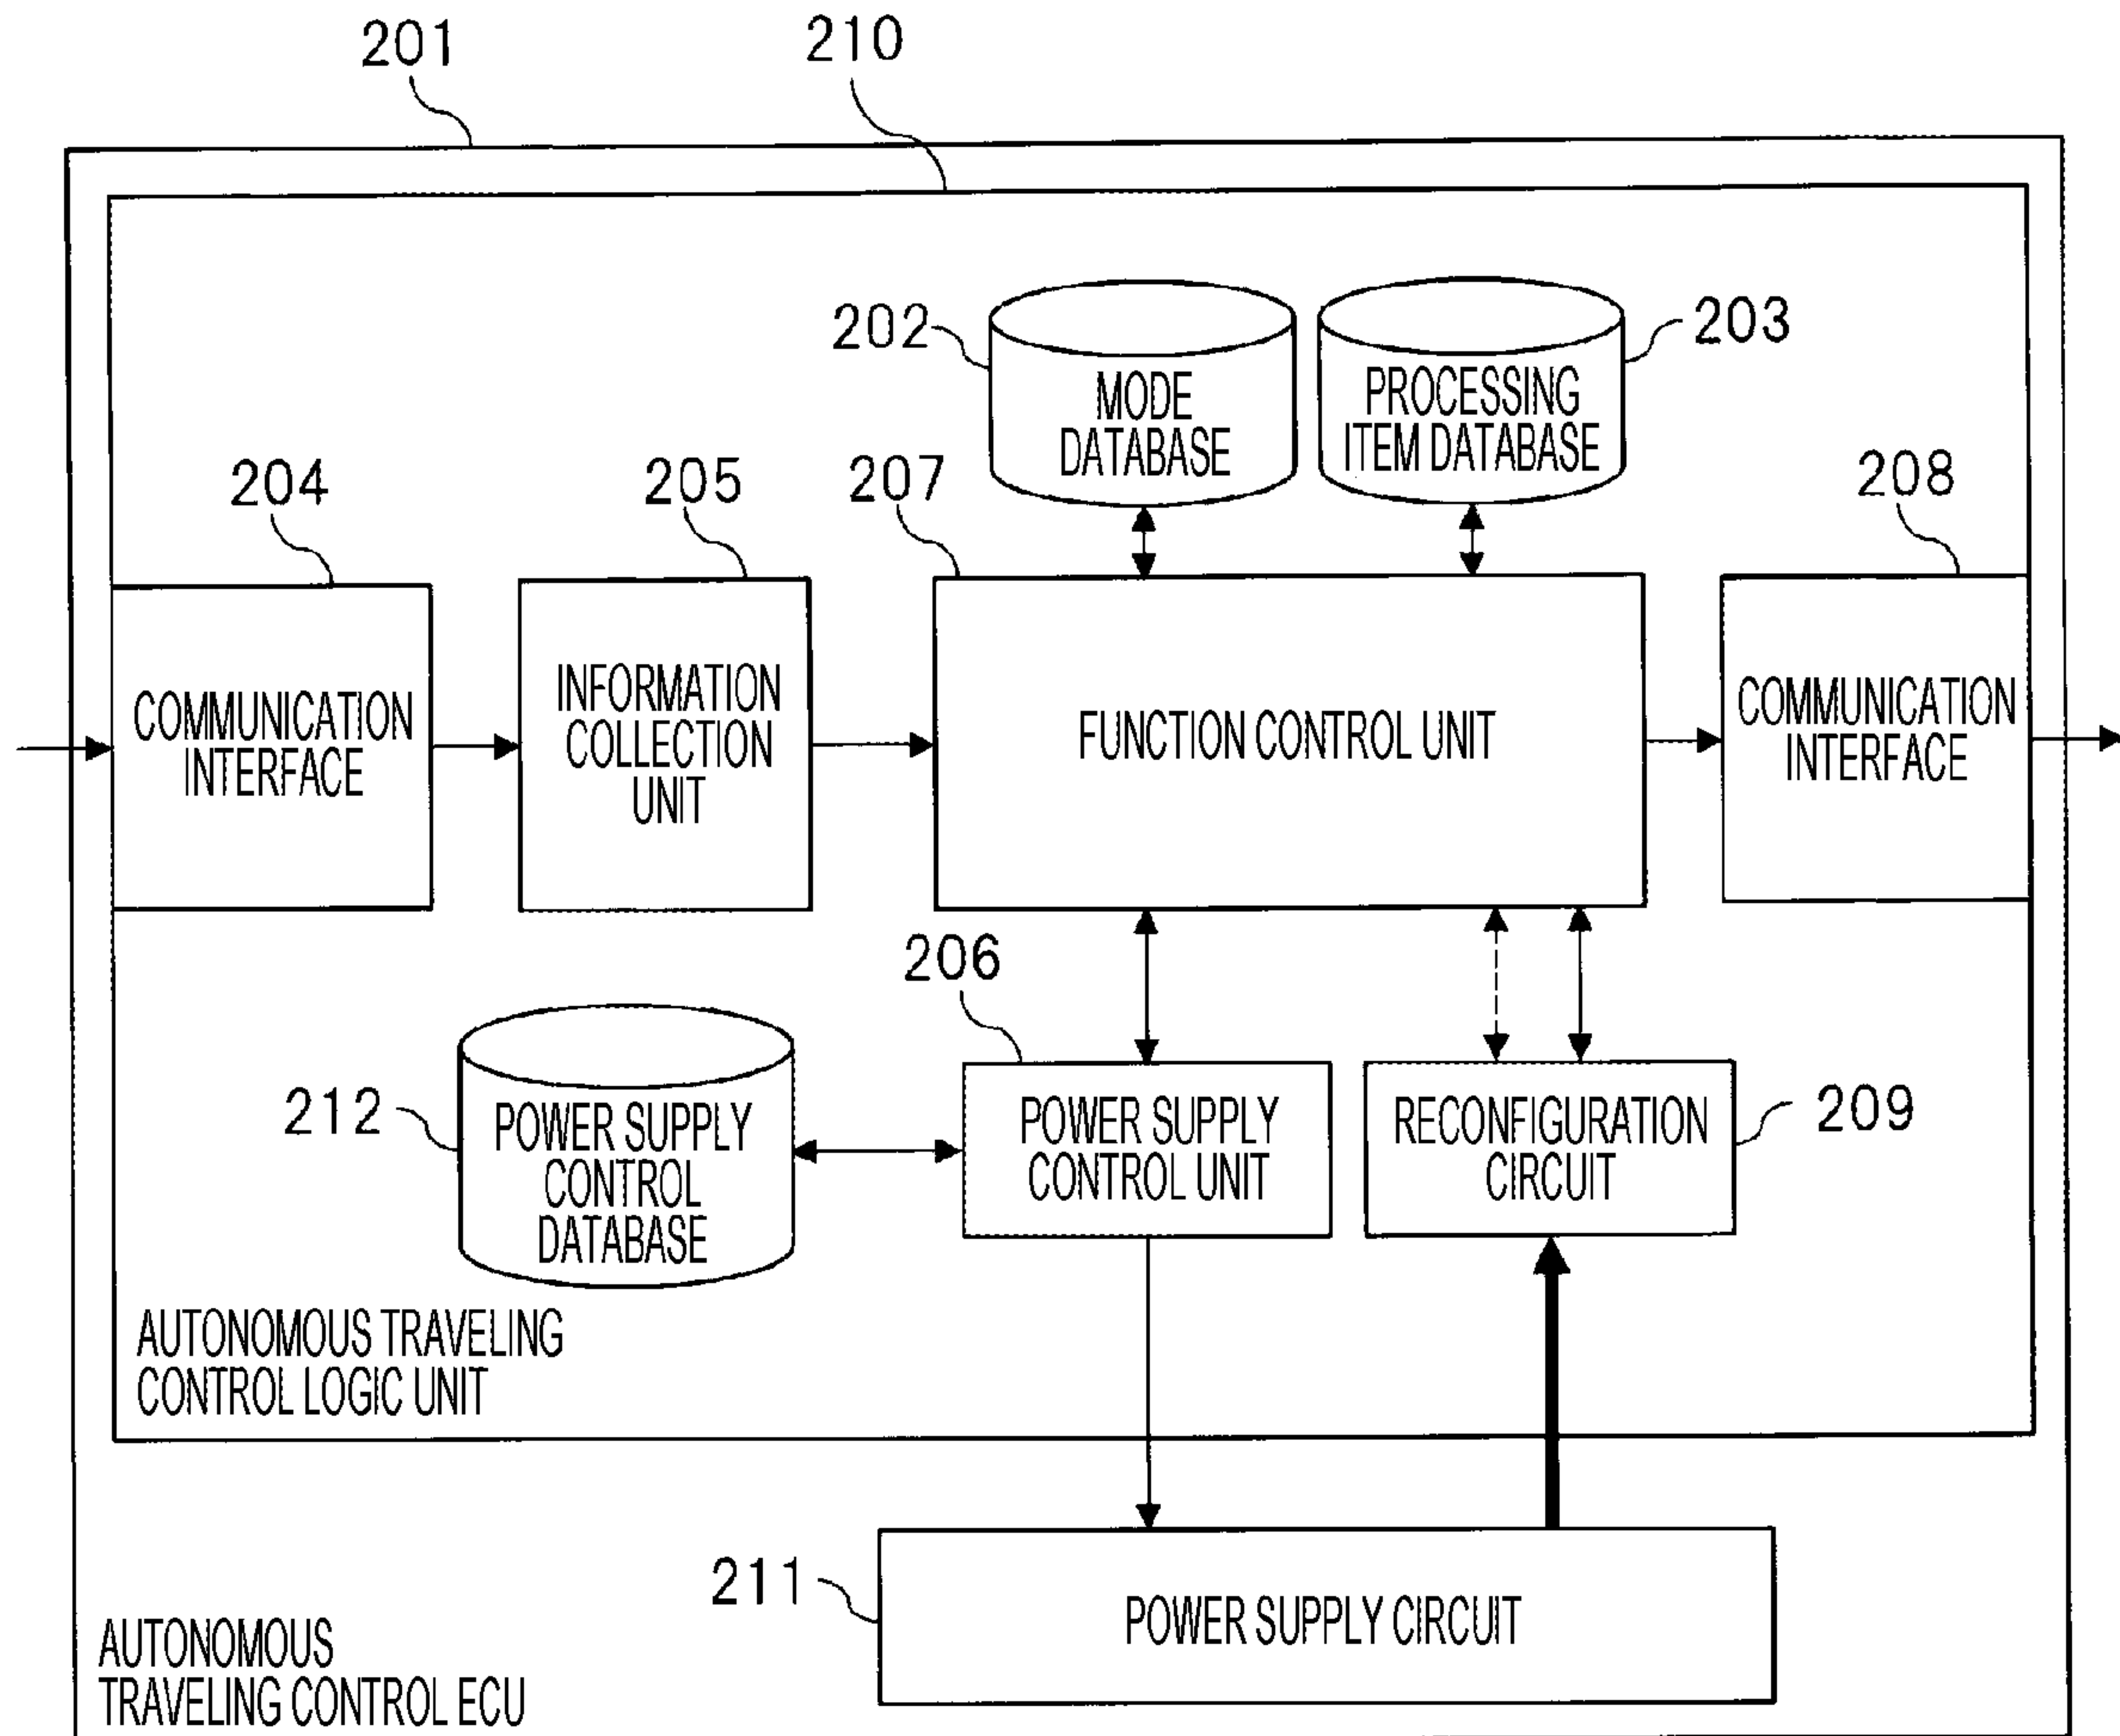 201
210
202
MODE
DATABASE
PROCESSING
ITEM DATABASE
203
204
205
207
208
COMMUNICATION
INTERFACE
INFORMATION
COLLECTION
UNIT
FUNCTION CONTROL UNIT
COMMUNICATION
INTERFACE
206
212
POWER SUPPLY
CONTROL
DATABASE
POWER SUPPLY
CONTROL UNIT
RECONFIGURATION
CIRCUIT
209
AUTONOMOUS TRAVELING
CONTROL LOGIC UNIT
211
POWER SUPPLY CIRCUIT
AUTONOMOUS
TRAVELING CONTROL ECU